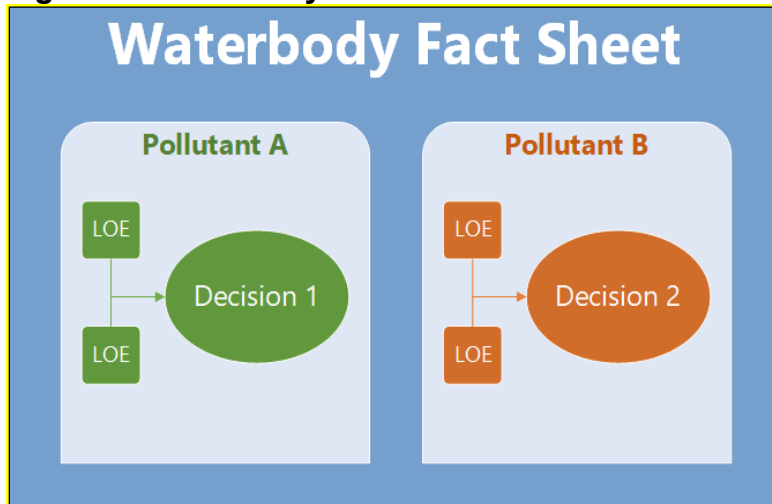 Waterbody Fact Sheet
Pollutant A
LOE
Decision 1
LOE
Pollutant B
LOE
Decision 2
LOE